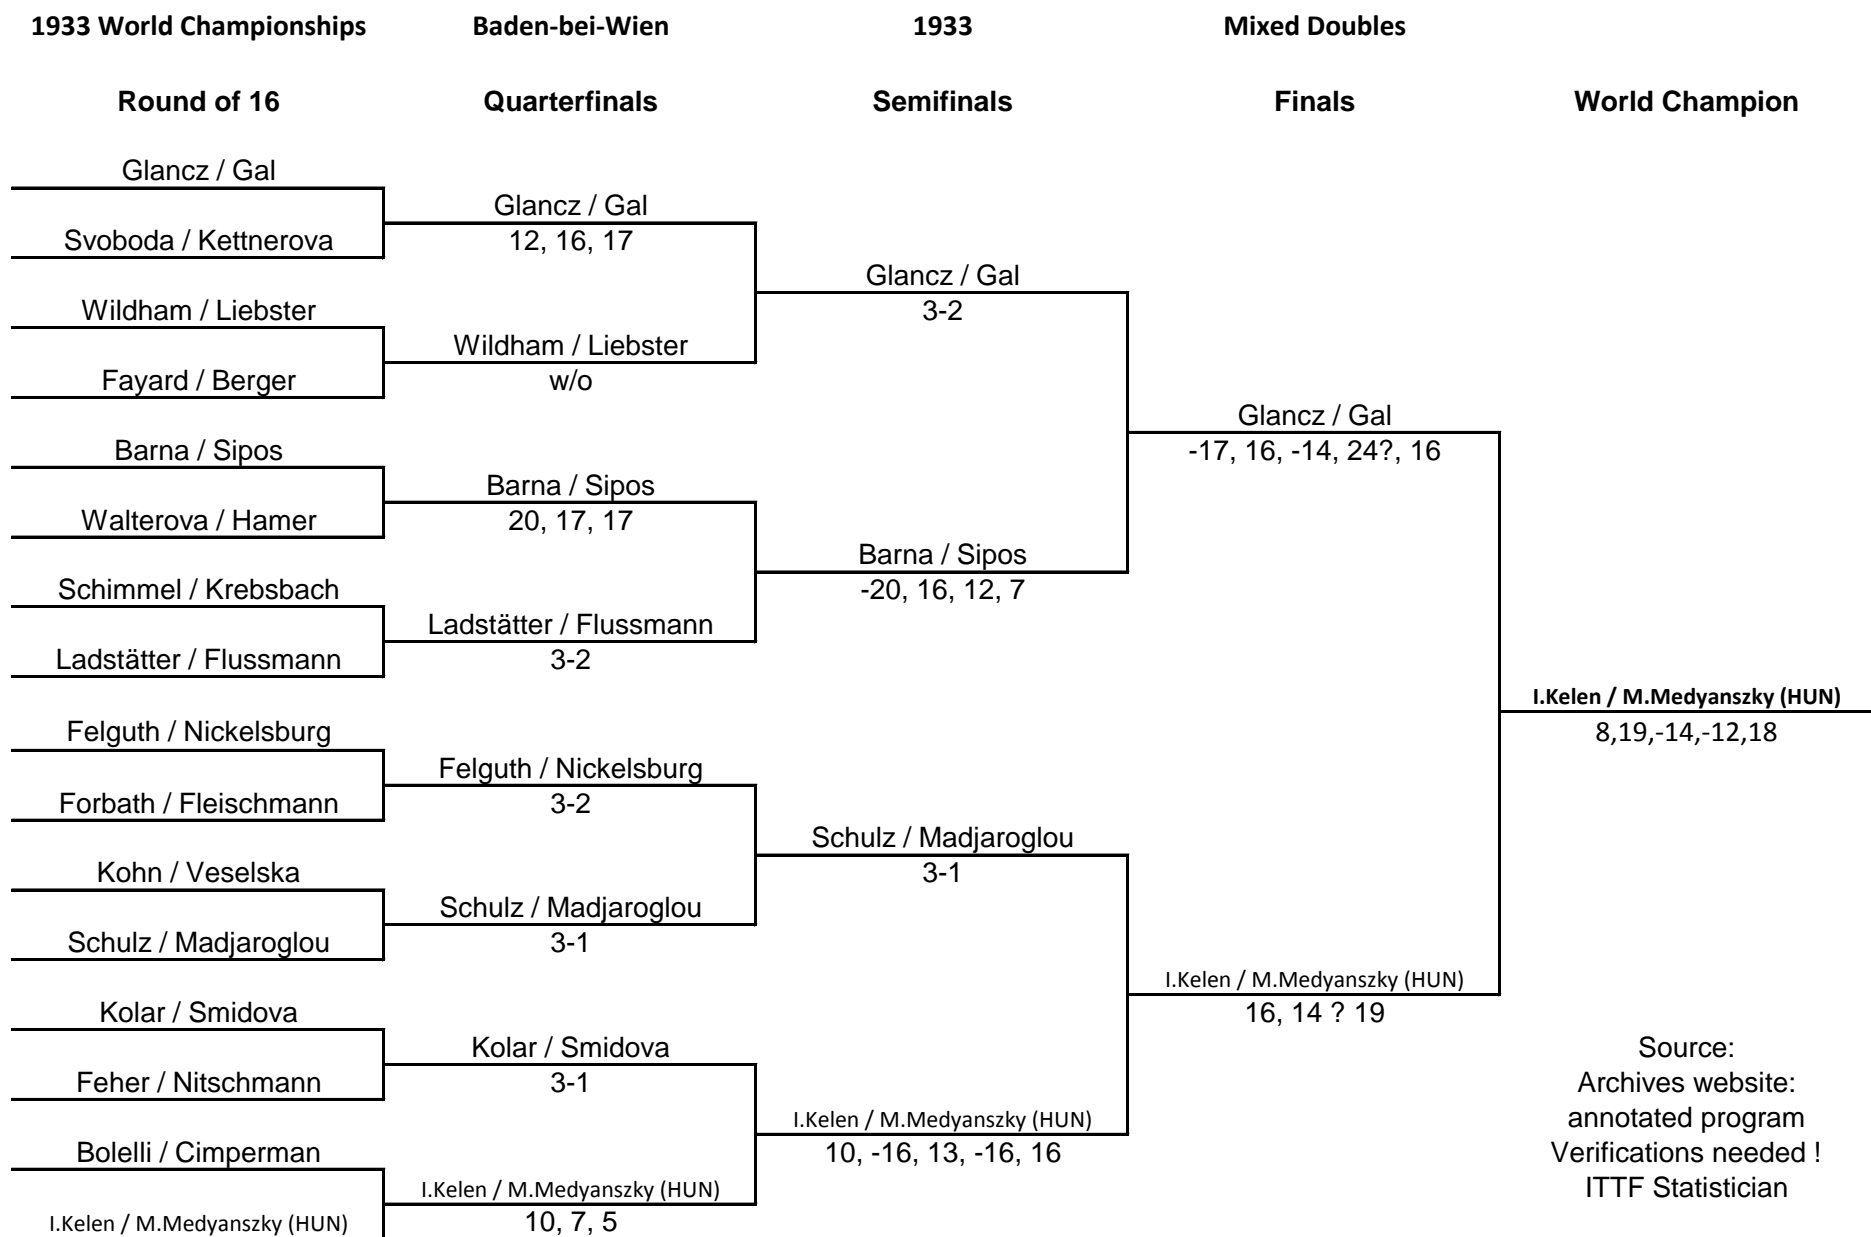 1933 World Championships
Baden-bei-Wien
1933
Mixed Doubles
Round of 16
Quarterfinals
Semifinals
Finals
World Champion
Glancz / Gal
Svoboda / Kettnerova
Wildham / Liebster
Fayard / Berger
Barna / Sipos
Walterova / Hamer
Schimmel / Krebsbach
Ladstätter / Flussmann
Felguth / Nickelsburg
Forbath / Fleischmann
Kohn / Veselska
Schulz / Madjaroglou
Kolar / Smidova
Feher / Nitschmann
Bolelli / Cimperman
I.Kelen / M.Medyanszky (HUN)
Glancz / Gal
12, 16, 17
Wildham / Liebster
w/o
Barna / Sipos
20, 17, 17
Ladstätter / Flussmann
3-2
Felguth / Nickelsburg
3-2
Schulz / Madjaroglou
3-1
Kolar / Smidova
3-1
I.Kelen / M.Medyanszky (HUN)
10, 7, 5
Glancz / Gal
3-2
Barna / Sipos
-20, 16, 12, 7
Schulz / Madjaroglou
3-1
I.Kelen / M.Medyanszky (HUN)
10, -16, 13, -16, 16
Glancz / Gal
-17, 16, -14, 24?, 16
I.Kelen / M.Medyanszky (HUN)
16, 14 ? 19
I.Kelen / M.Medyanszky (HUN)
8,19,-14,-12,18
Source:
Archives website:
annotated program
Verifications needed !
ITTF Statistician